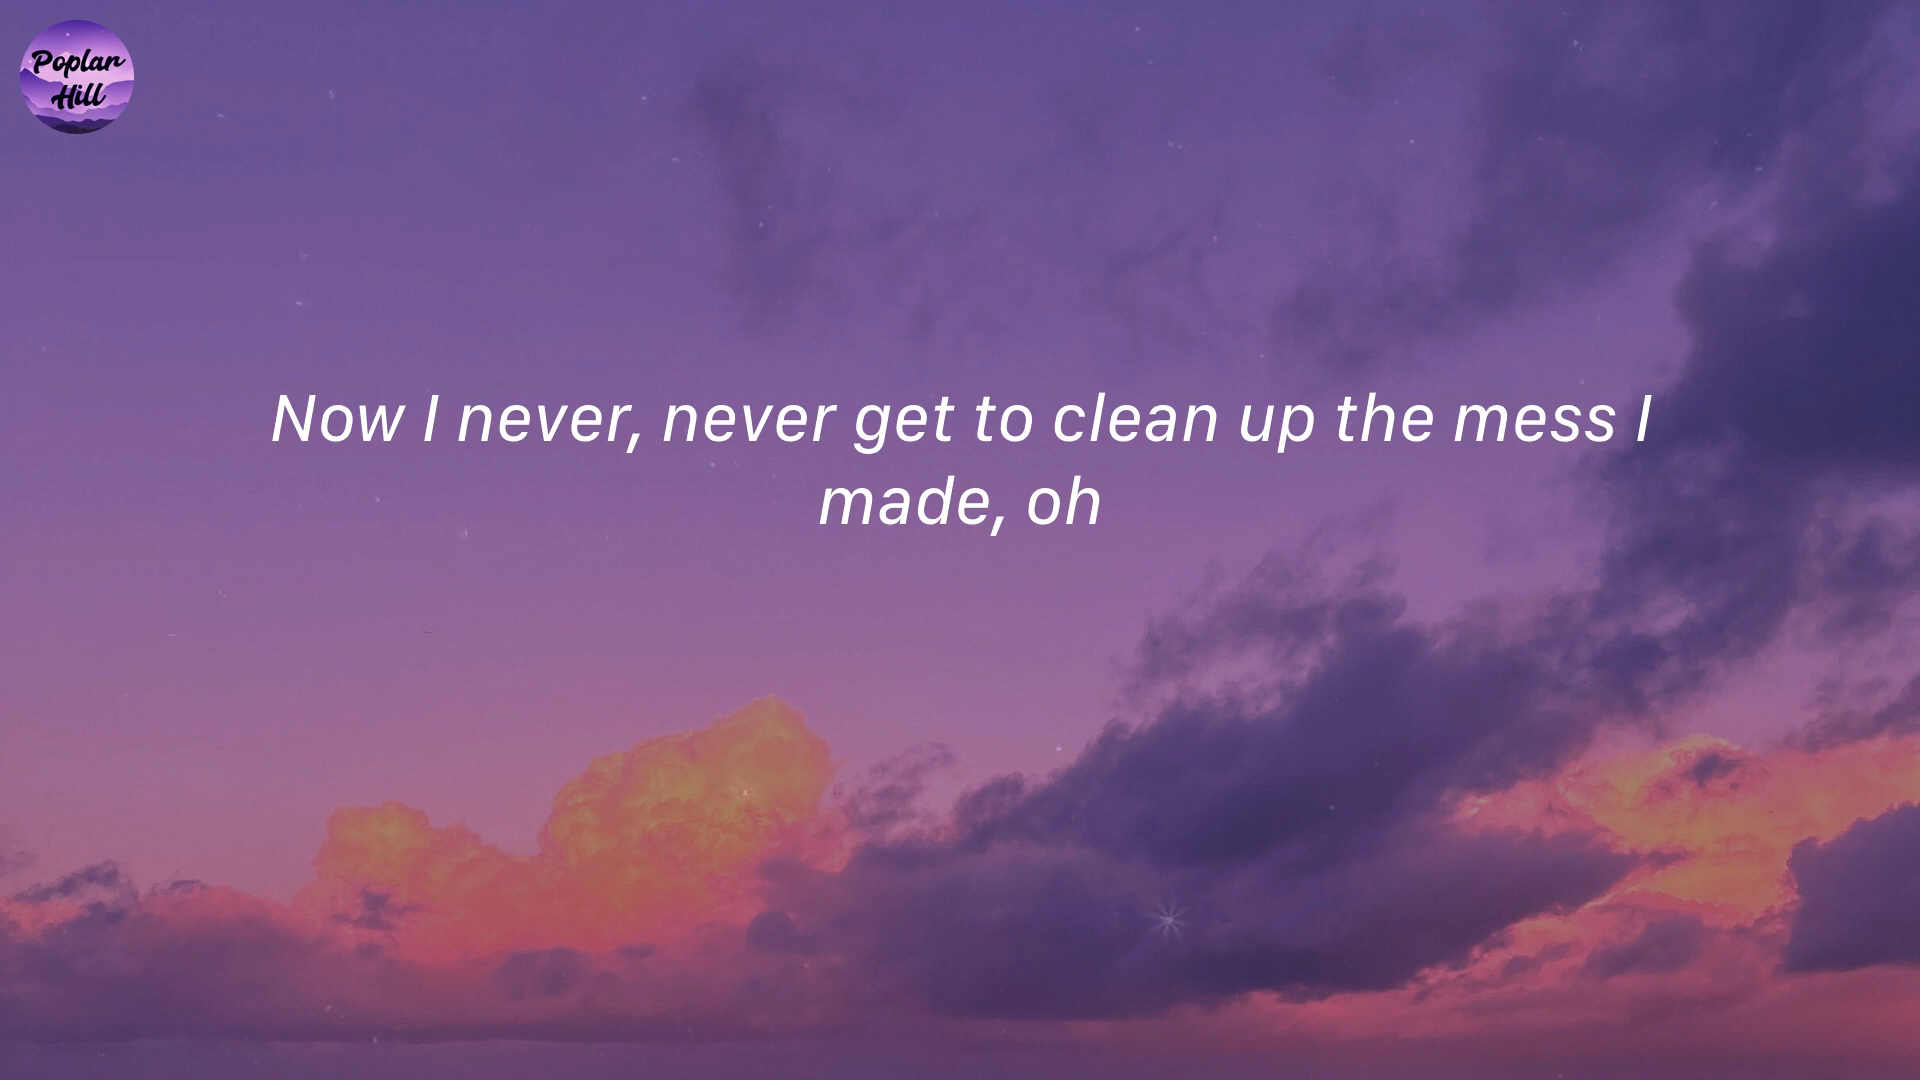 Poplar
Hill
Now I never, never get to clean up the mess I
made, oh